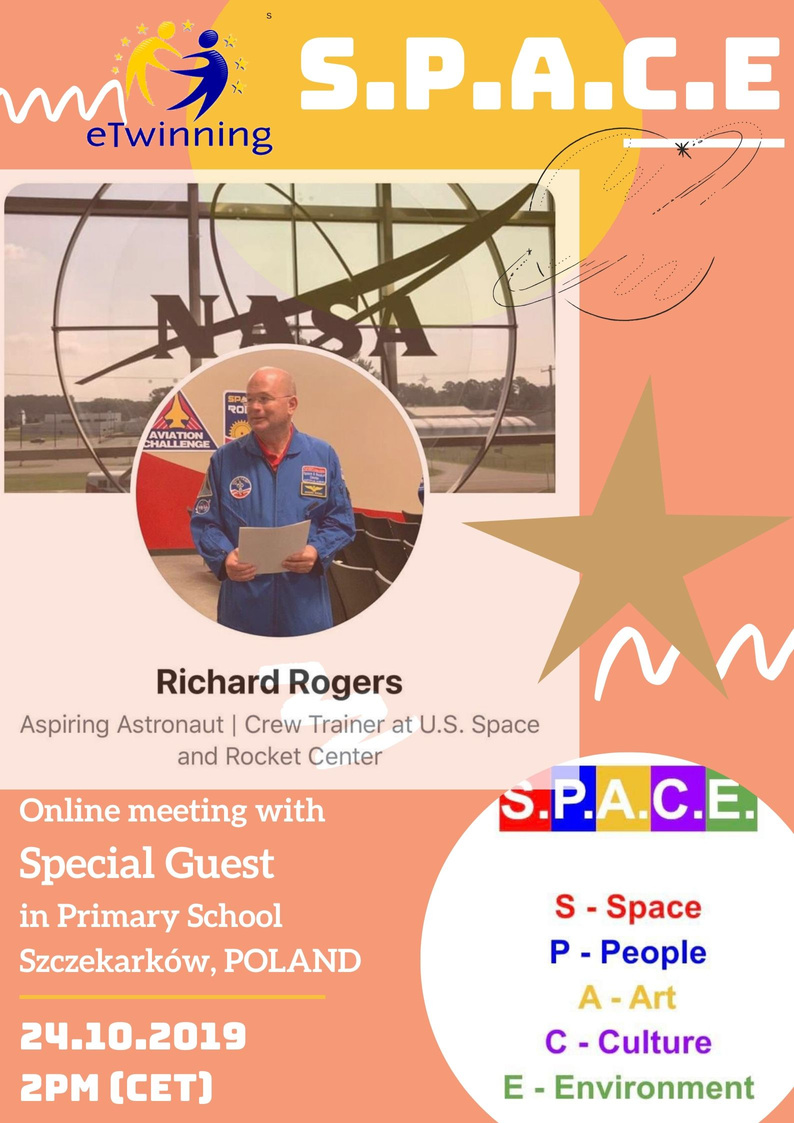 s
S.P.A.C.E
eTwinning
NASA
AVIATION
CHALLENGE
Richard Rogers
Aspiring Astronaut | Crew Trainer at U.S. Space
and Rocket Center
Online meeting with
Special Guest
in Primary School
Szczekarków, POLAND
24.10.2019
2PM (CET)
S.P.A.C.E.
S - Space
P - People
A - Art
C - Culture
E - Environment